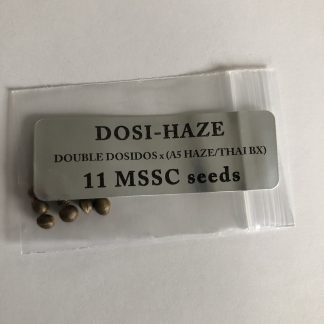 DOSI-HAZE
DOUBLE DOSIDOS x (A5 HAZE/THAI BX)
11 MSSC seeds